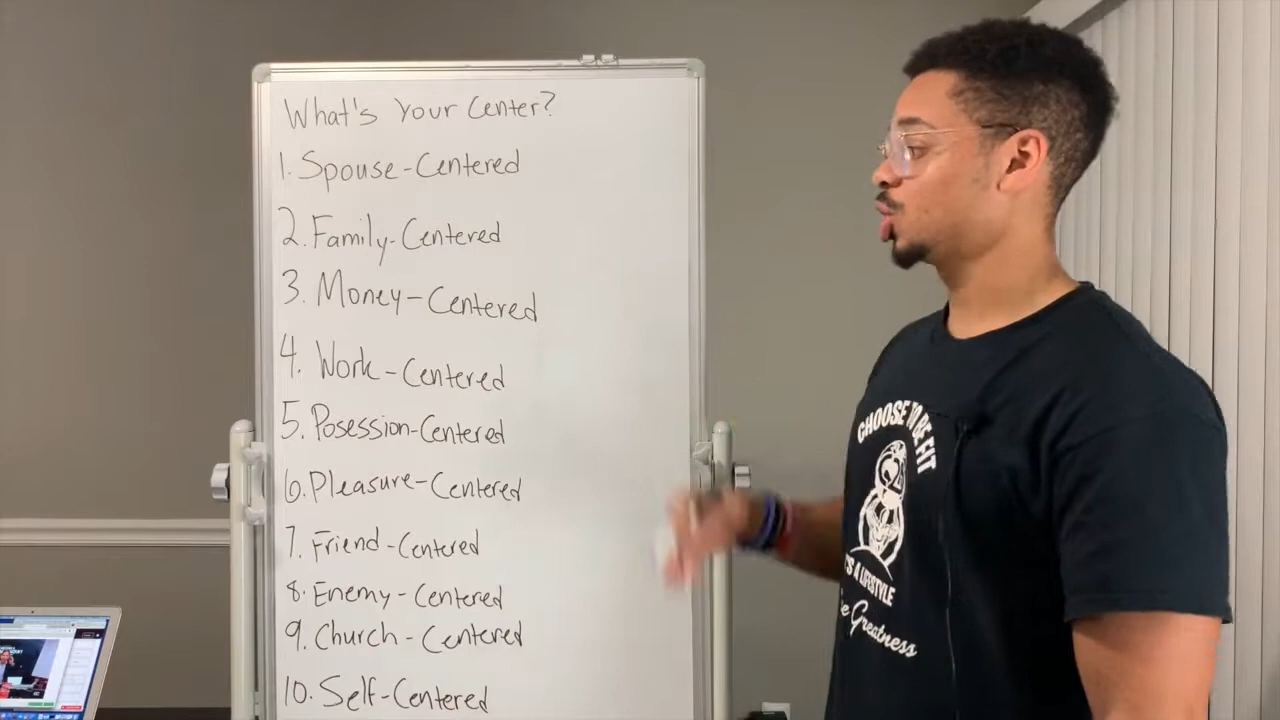 What's Your Center?
1. Spouse-Centered
2. Family-Centered
3. Money-Centered
4. Work-Centered
5. Posession-Centered
6. Pleasure-Centered
7. Friend-Centered
8. Enemy-Centered
9. Church-Centered
10. Self-Centered
CHOOSE TO BE FIT
A LIFESTYLE
Greatness